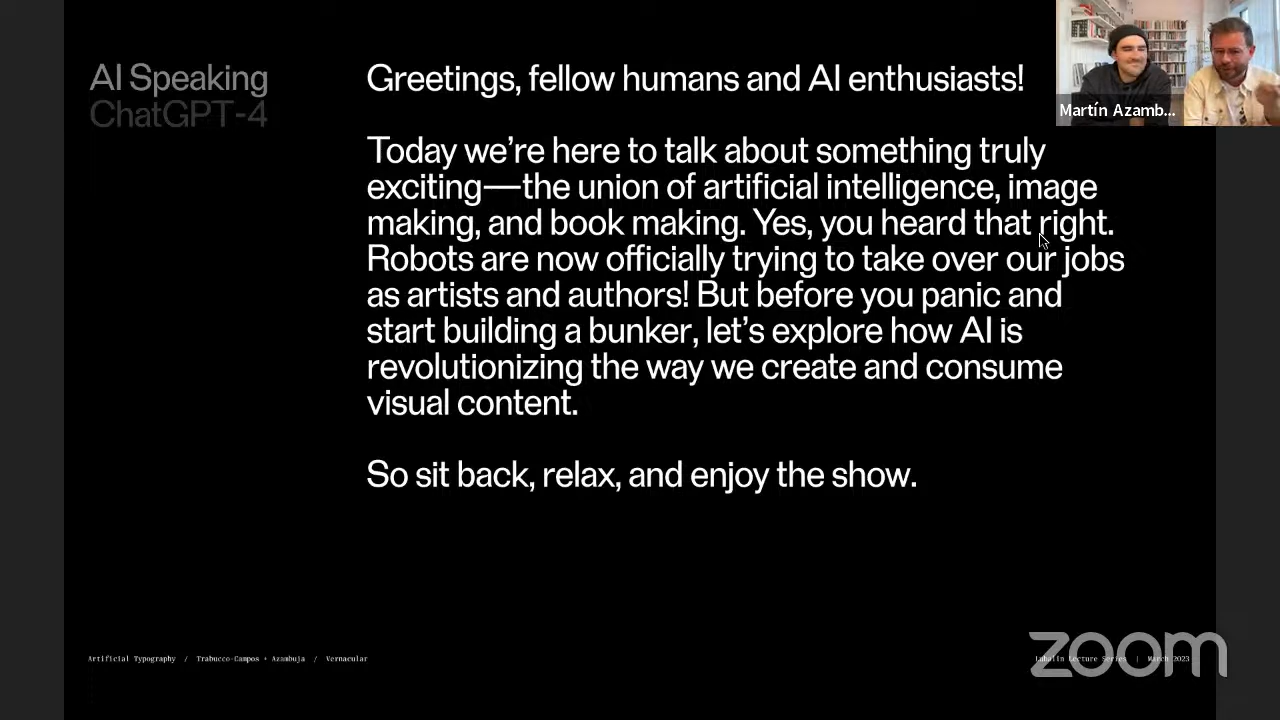 AI Speaking
ChatGPT-4
Greetings, fellow humans and AI enthusiasts!
Today we’re here to talk about something truly
exciting—the union of artificial intelligence, image
making, and book making. Yes, you heard that right.
Robots are now officially trying to take over our jobs
as artists and authors! But before you panic and
start building a bunker, let’s explore how AI is
revolutionizing the way we create and consume
visual content.
So sit back, relax, and enjoy the show.
Martín Azamb...
Artificial Typography / Trabucco-Campos + Azambuja / Vernacular
Lubalin Lecture Series | March 2023
zoom